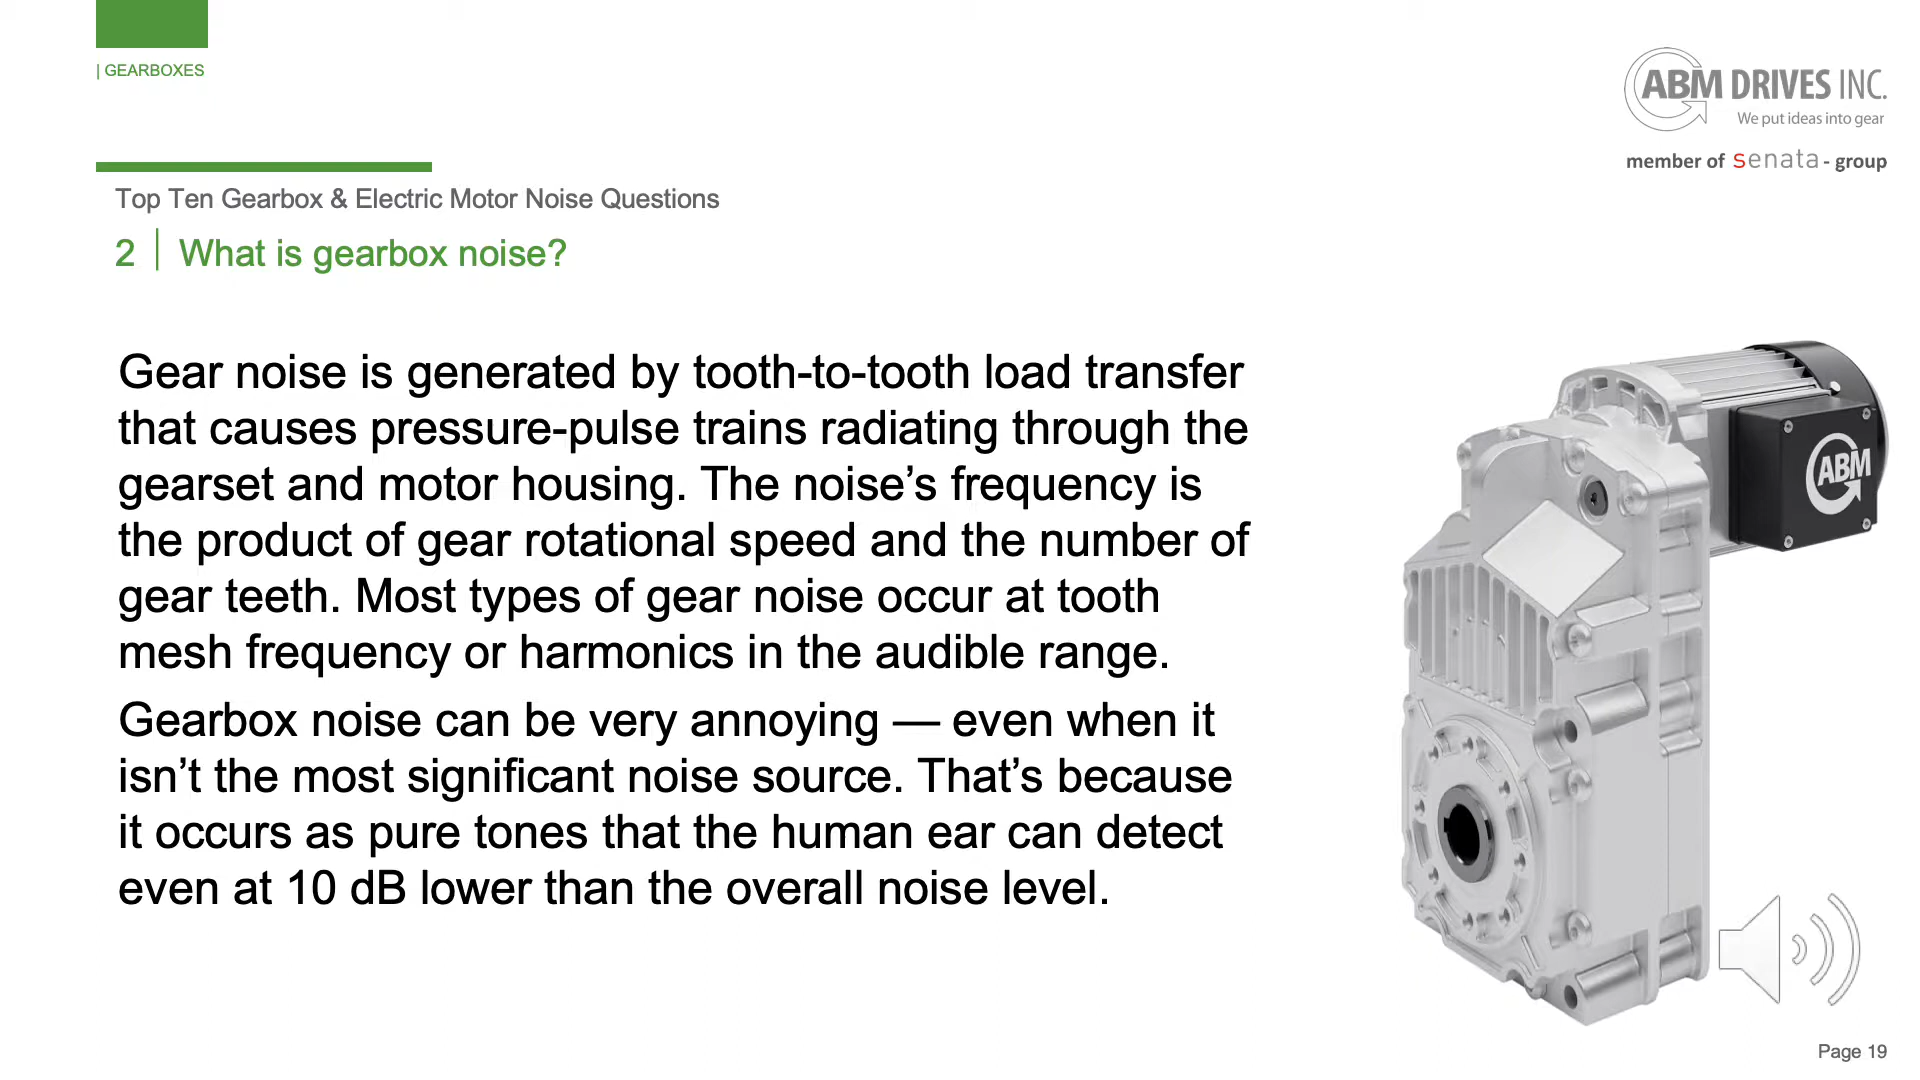 | GEARBOXES
ABM DRIVES INC.
We put ideas into gear
member of senata - group
Top Ten Gearbox & Electric Motor Noise Questions
2 | What is gearbox noise?
Gear noise is generated by tooth-to-tooth load transfer
that causes pressure-pulse trains radiating through the
gearset and motor housing. The noise’s frequency is
the product of gear rotational speed and the number of
gear teeth. Most types of gear noise occur at tooth
mesh frequency or harmonics in the audible range.
Gearbox noise can be very annoying — even when it
isn’t the most significant noise source. That’s because
it occurs as pure tones that the human ear can detect
even at 10 dB lower than the overall noise level.
ABM
Page 19